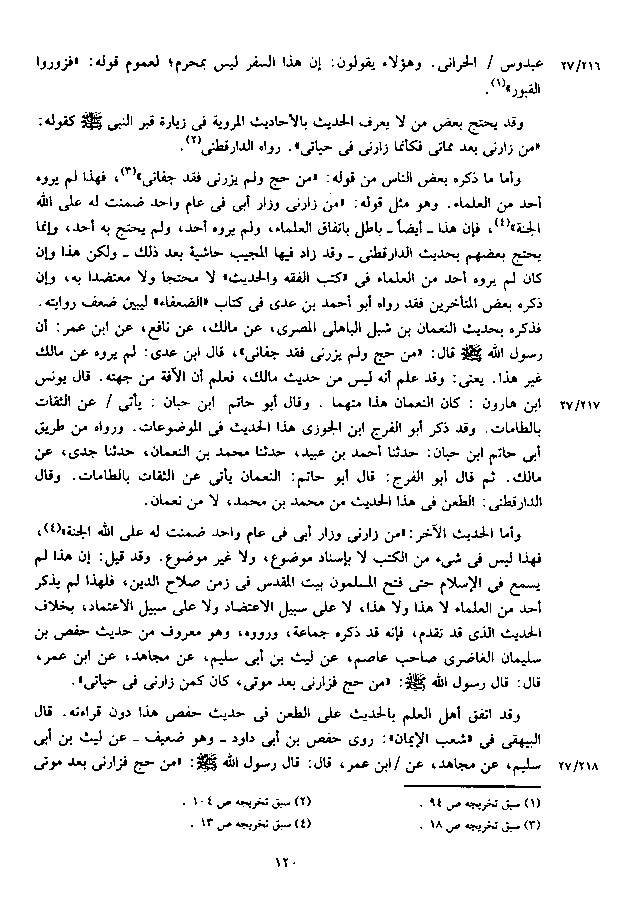 ٢٧/٢١٦ عبدوس / الحرانى. وهؤلاء يقولون: إن هذا السفر ليس بمحرم؛ لعموم قوله: «فزوروا
القبور»(١).
وقد يحتج بعض من لا يعرف الحديث بالأحاديث المروية فى زيارة قبر النبى ﷺ كقوله:
«من زارنى بعد مماتى فكأنما زارنى فى حياتى». رواه الدارقطنى(٢).
وأما ما ذكره بعض الناس من قوله: «من حج ولم يزرنى فقد جفانى»(٣)، فهذا لم يروه
أحد من العلماء. وهو مثل قوله: «من زارنى وزار أبى فى عام واحد ضمنت له على الله
الجنة»(٤)، فإن هذا ـ أيضاً ـ باطل باتفاق العلماء، ولم يروه أحد، ولم يحتج به أحد، وإنما
يحتج بعضهم بحديث الدارقطنى ـ وقد زاد فيها المجيب حاشية بعد ذلك ـ ولكن هذا وإن
كان لم يروه أحد من العلماء فى «كتب الفقه والحديث» لا محتجا ولا معتضدا به، وإن
ذكره بعض المتأخرين فقد رواه أبو أحمد بن عدى فى كتاب «الضعفاء» ليبين ضعف روايته.
فذكره بحديث النعمان بن شبل الباهلى المصرى، عن مالك، عن نافع، عن ابن عمر: أن
رسول الله ﷺ قال: «من حج ولم يزرنى فقد جفانى»، قال ابن عدى: لم يروه عن مالك
غير هذا. يعنى: وقد علم أنه ليس من حديث مالك، فعلم أن الآفة من جهته. قال يونس
٢٧/٢١٧ ابن هارون : كان النعمان هذا متهما . وقال أبو حاتم ابن حبان : يأتى / عن الثقات
بالطامات. وقد ذكر أبو الفرج ابن الجوزى هذا الحديث فى الموضوعات. ورواه من طريق
أبى حاتم ابن حبان: حدثنا أحمد بن عبيد، حدثنا محمد بن النعمان، حدثنا جدى، عن
مالك. ثم قال أبو الفرج: قال أبو حاتم: النعمان يأتى عن الثقات بالطامات. وقال
الدارقطنى: الطعن فى هذا الحديث من محمد بن محمد، لا من نعمان.
وأما الحديث الآخر: «من زارنى وزار أبى فى عام واحد ضمنت له على الله الجنة»(٤)،
فهذا ليس فى شىء من الكتب لا بإسناد موضوع، ولا غير موضوع. وقد قيل: إن هذا لم
يسمع فى الإسلام حتى فتح المسلمون بيت المقدس فى زمن صلاح الدين، فلهذا لم يذكر
أحد من العلماء لا هذا ولا هذا، لا على سبيل الاعتضاد ولا على سبيل الاعتماد، بخلاف
الحديث الذى قد تقدم، فإنه قد ذكره جماعة، ورووه، وهو معروف من حديث حفص بن
سليمان الغاضرى صاحب عاصم، عن ليث بن أبى سليم، عن مجاهد، عن ابن عمر،
قال: قال رسول الله ﷺ: «من حج فزارنى بعد موتى، كان كمن زارنى فى حياتى».
وقد اتفق أهل العلم بالحديث على الطعن فى حديث حفص هذا دون قراءته. قال
البيهقى فى «شعب الإيمان»: روى حفص بن أبى داود ـ وهو ضعيف ـ عن ليث بن أبى
٢٧/٢١٨ سليم، عن مجاهد، عن / ابن عمر، قال: قال رسول الله ﷺ: «من حج فزارنى بعد موتى
(١) سبق تخريجه ص ٩٤ . (٢) سبق تخريجه ص ١٠٤ .
(٣) سبق تخريجه ص ١٨ . (٤) سبق تخريجه ص ١٣ .
١٢٠